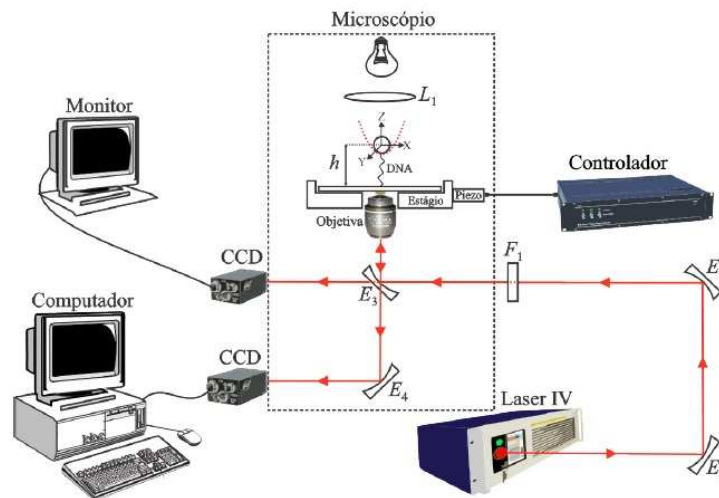 Microscópio
L₁
Monitor
Z
X
Y
h
DNA
Controlador
Estágio
Piezo
Objetiva
CCD
F₁
E
E₃
Computador
CCD
E₄
Laser IV
E